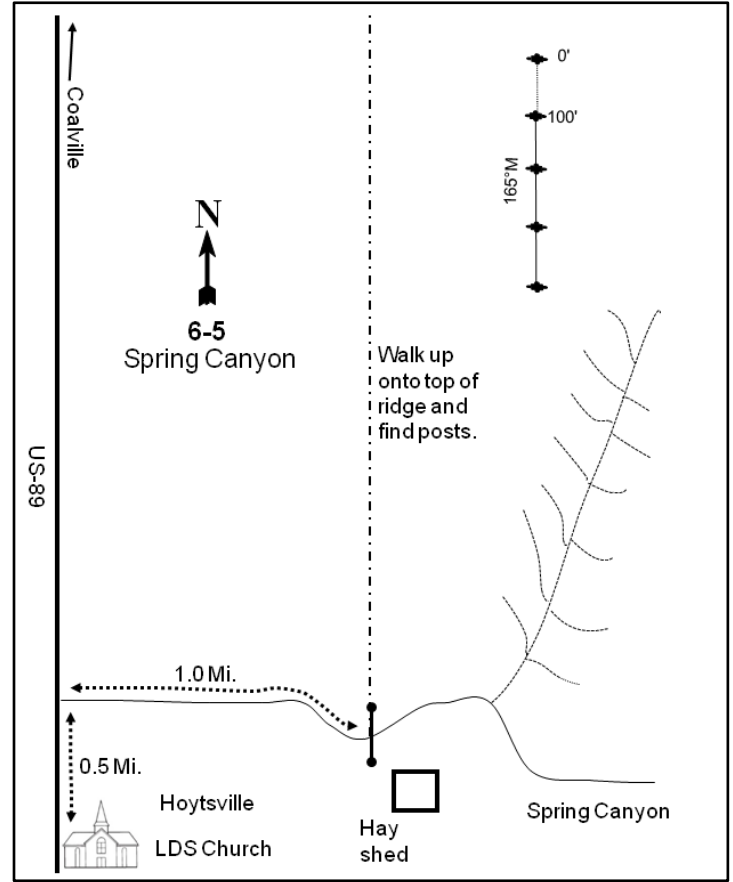 Coalville
0'
100'
165°M
N
6-5
Spring Canyon
Walk up
onto top of
ridge and
find posts.
US-89
1.0 Mi.
0.5 Mi.
Hoytsville
LDS Church
Hay
shed
Spring Canyon